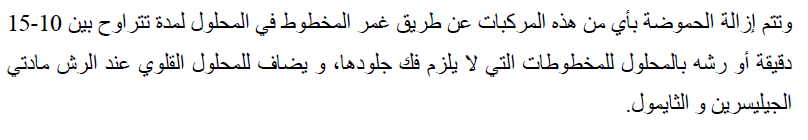 وتتم إزالة الحموضة بأي من هذه المركبات عن طريق غمر المخطوط في المحلول لمدة تتراوح بين 10-15
دقيقة أو رشه بالمحلول للمخطوطات التي لا يلزم فك جلودها، و يضاف للمحلول القلوي عند الرش مادتي
الجيليسرين و الثايمول.